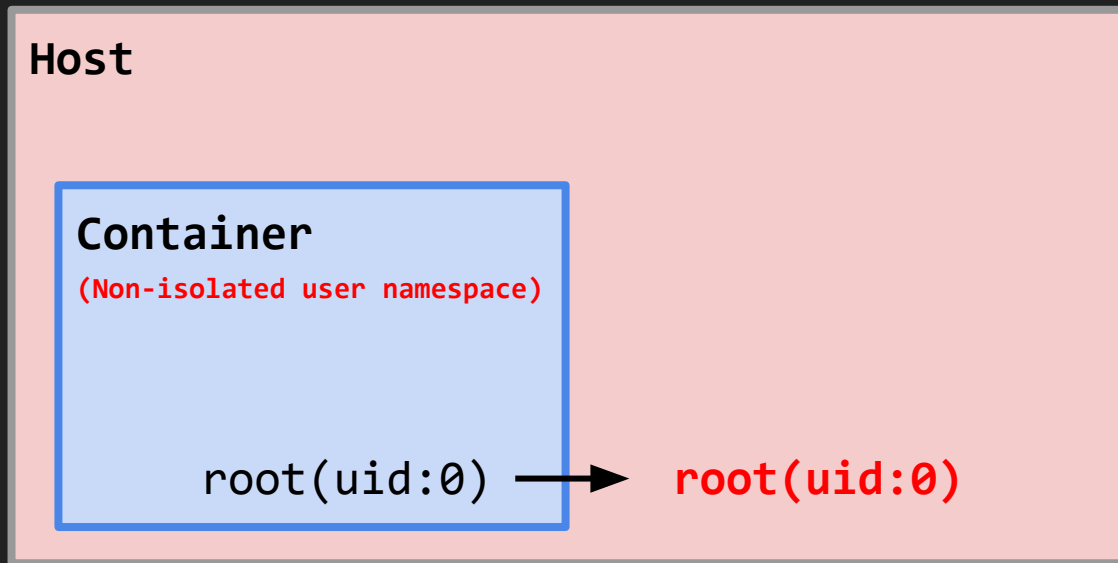 Host
Container
(Non-isolated user namespace)
root(uid:0)
root(uid:0)